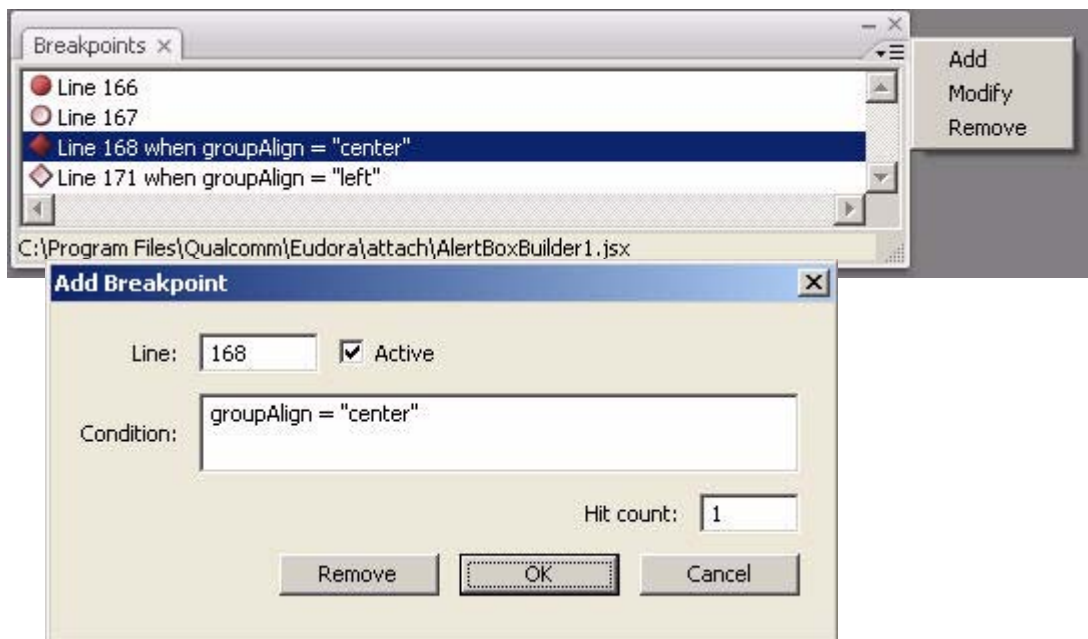 Breakpoints
Line 166
Line 167
Line 168 when groupAlign = "center"
Line 171 when groupAlign = "left"
C:\Program Files\Qualcomm\Eudora\attach\AlertBoxBuilder1.jsx
Add
Modify
Remove
Add Breakpoint
Line: 168 Active
Condition: groupAlign = "center"
Hit count: 1
Remove OK Cancel